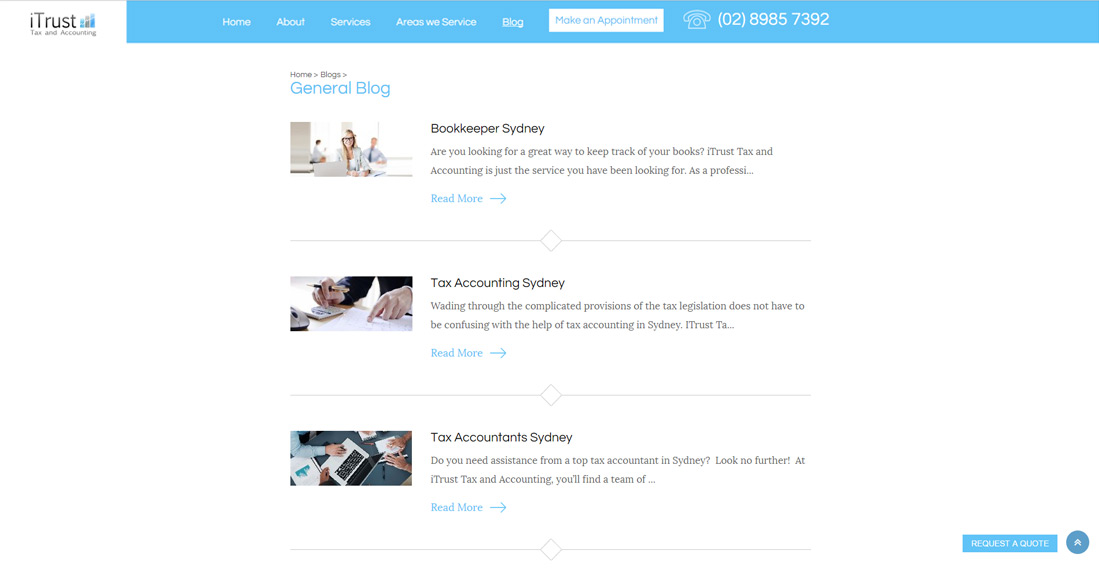 iTrust
Tax and Accounting
Home
About
Services
Areas we Service
Blog
Make an Appointment
(02) 8985 7392
Home > Blogs >
General Blog
Bookkeeper Sydney
Are you looking for a great way to keep track of your books? iTrust Tax and
Accounting is just the service you have been looking for. As a professi...
Read More
Tax Accounting Sydney
Wading through the complicated provisions of the tax legislation does not have to
be confusing with the help of tax accounting in Sydney. ITrust Ta...
Read More
Tax Accountants Sydney
Do you need assistance from a top tax accountant in Sydney?  Look no further!  At
iTrust Tax and Accounting, you'll find a team of ...
Read More
REQUEST A QUOTE